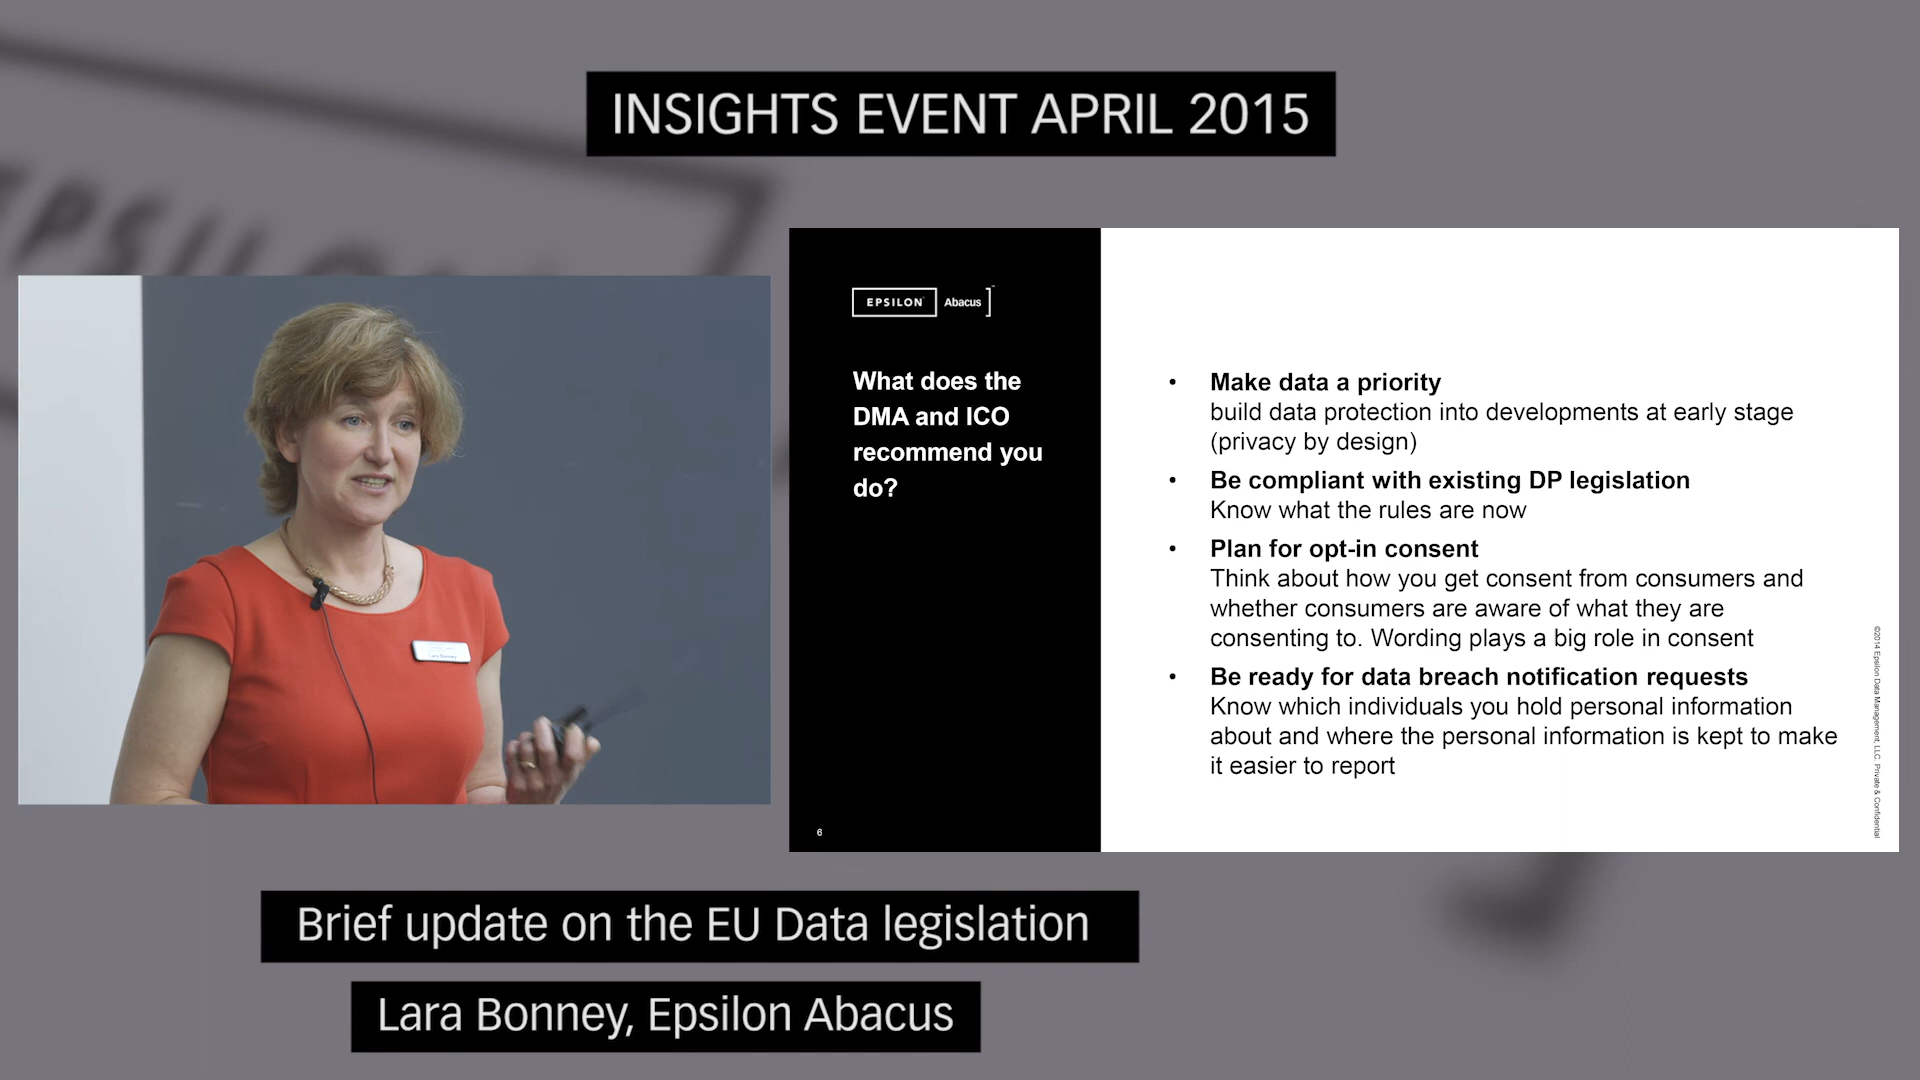 INSIGHTS EVENT APRIL 2015
EPSILON
EPSILON Abacus
What does the
DMA and ICO
recommend you
do?
• Make data a priority
build data protection into developments at early stage
(privacy by design)
• Be compliant with existing DP legislation
Know what the rules are now
• Plan for opt-in consent
Think about how you get consent from consumers and
whether consumers are aware of what they are
consenting to. Wording plays a big role in consent
• Be ready for data breach notification requests
Know which individuals you hold personal information
about and where the personal information is kept to make
it easier to report
©2014 Epsilon Data Management, LLC. Private & Confidential
6
Lara Bonney
Brief update on the EU Data legislation
Lara Bonney, Epsilon Abacus